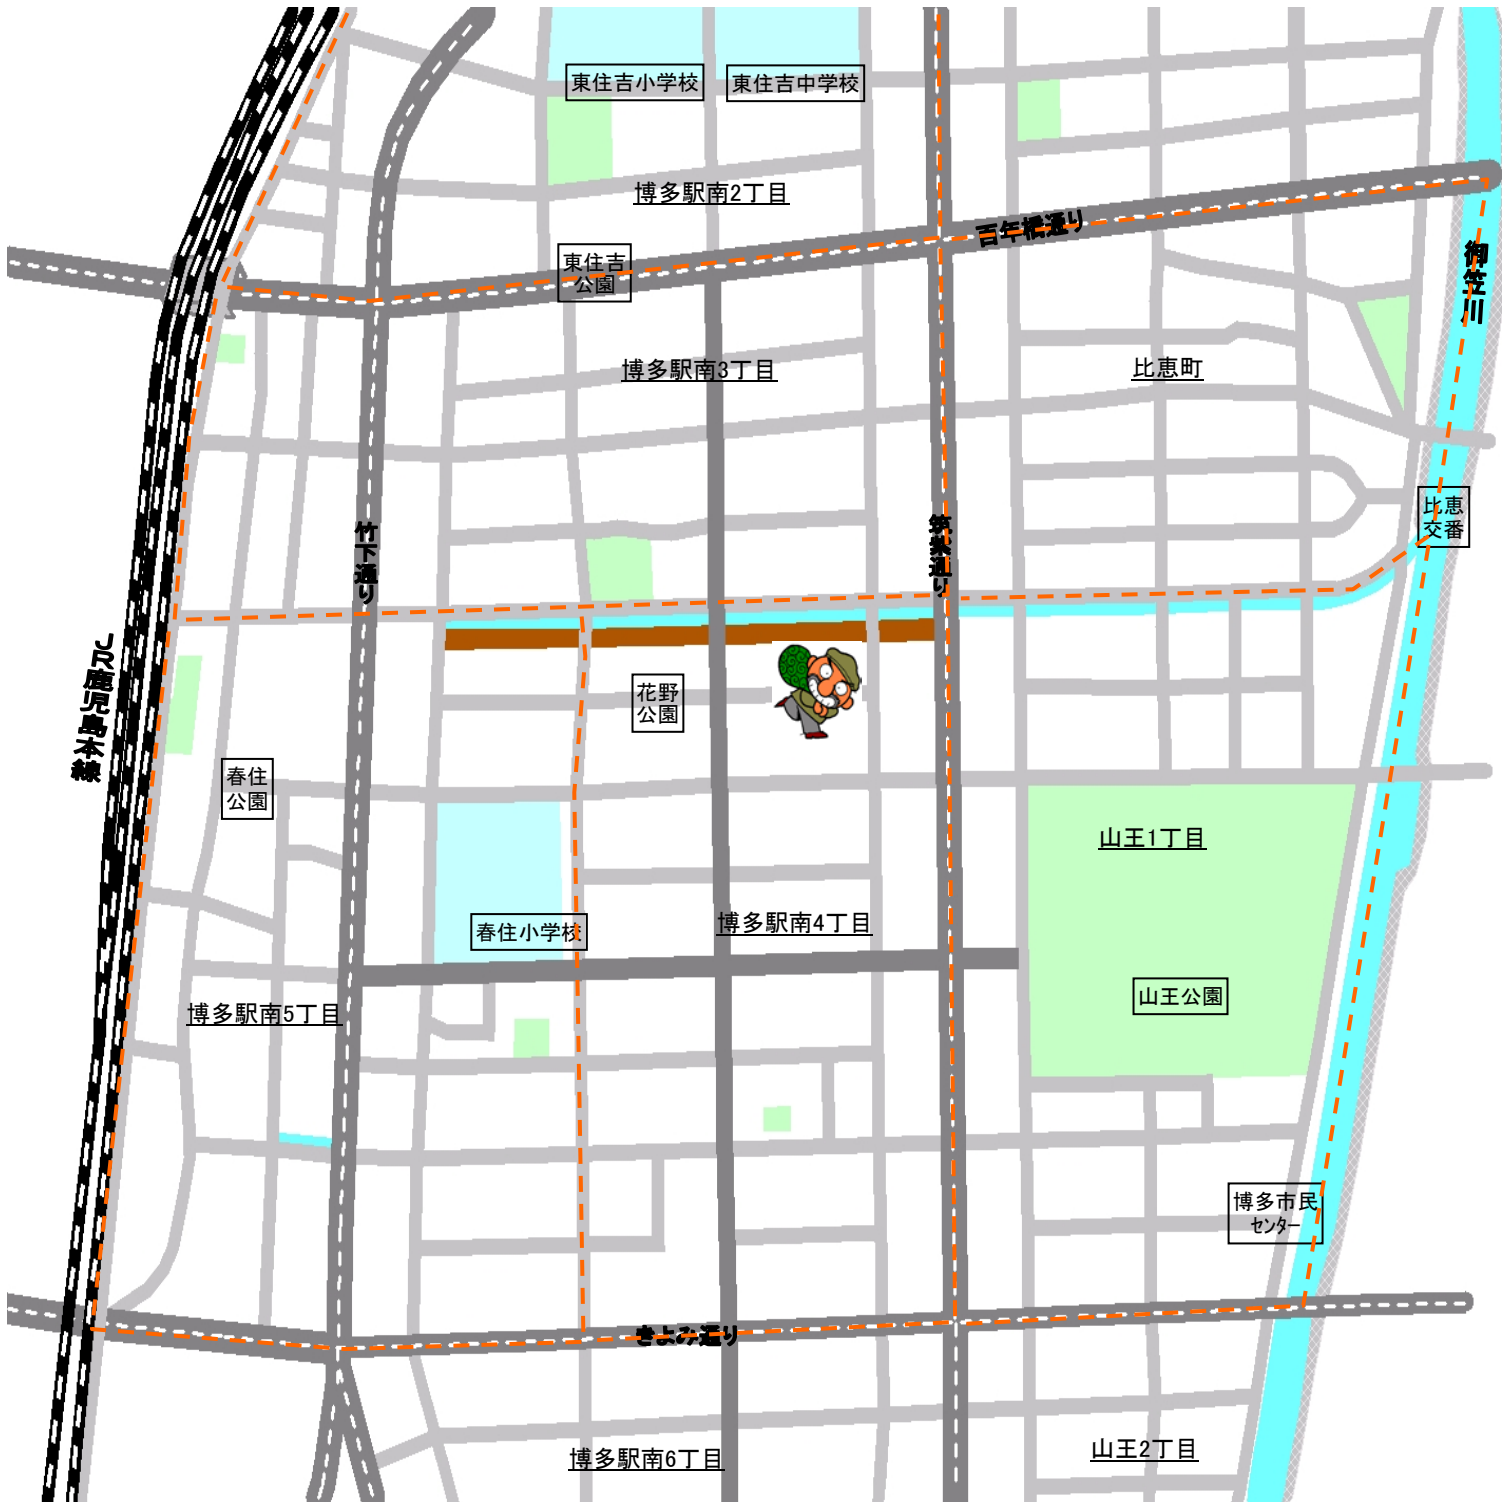 東住吉小学校
東住吉中学校
博多駅南2丁目
百年橋通り
東住吉
公園
御笠川
博多駅南3丁目
比恵町
竹下通り
筑紫通り
比恵
交番
JR鹿児島本線
花野
公園
春住
公園
山王1丁目
春住小学校
博多駅南4丁目
山王公園
博多駅南5丁目
博多市民
センター
きよみ通り
博多駅南6丁目
山王2丁目